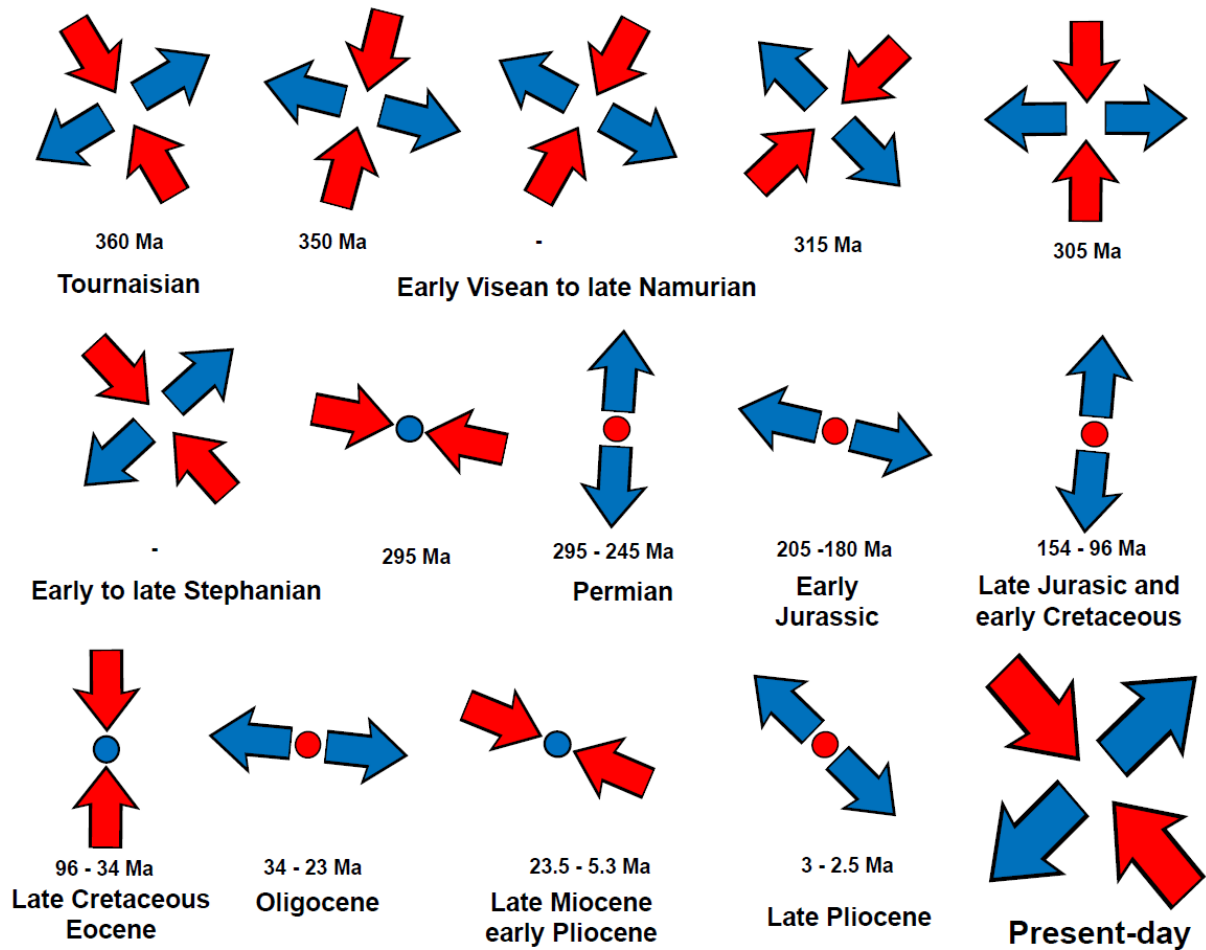 360 Ma
350 Ma
-
315 Ma
305 Ma
Tournaisian
Early Visean to late Namurian
-
295 Ma
295 - 245 Ma
205 -180 Ma
154 - 96 Ma
Early to late Stephanian
Permian
Early
Jurassic
Late Jurasic and
early Cretaceous
96 - 34 Ma
34 - 23 Ma
23.5 - 5.3 Ma
3 - 2.5 Ma
Late Cretaceous
Eocene
Oligocene
Late Miocene
early Pliocene
Late Pliocene
Present-day